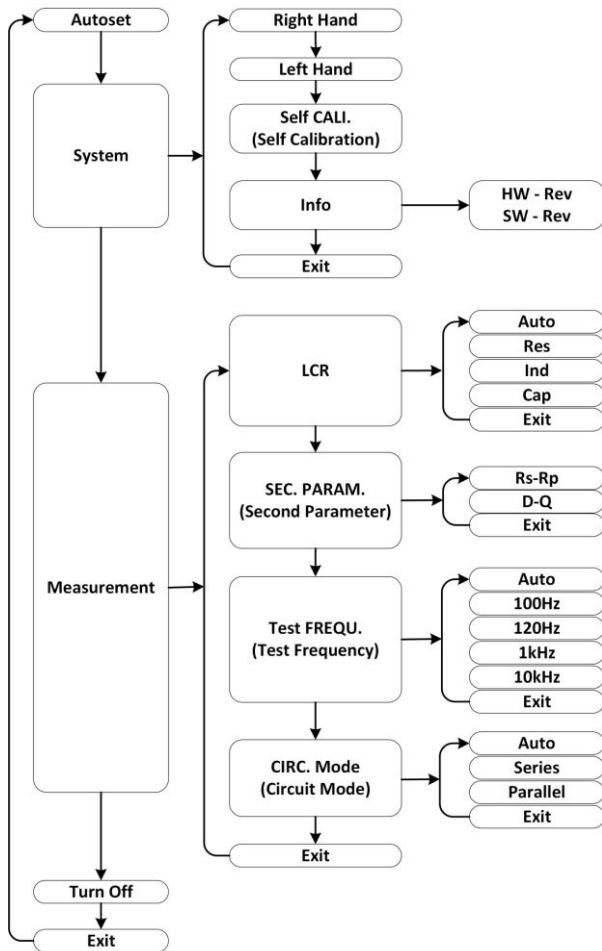 Autoset
System
Measurement
Turn Off
Exit
Right Hand
Left Hand
Self CALI.
(Self Calibration)
Info
Exit
HW - Rev
SW - Rev
LCR
SEC. PARAM.
(Second Parameter)
Test FREQU.
(Test Frequency)
CIRC. Mode
(Circuit Mode)
Exit
Auto
Res
Ind
Cap
Exit
Rs-Rp
D-Q
Exit
Auto
100Hz
120Hz
1kHz
10kHz
Exit
Auto
Series
Parallel
Exit